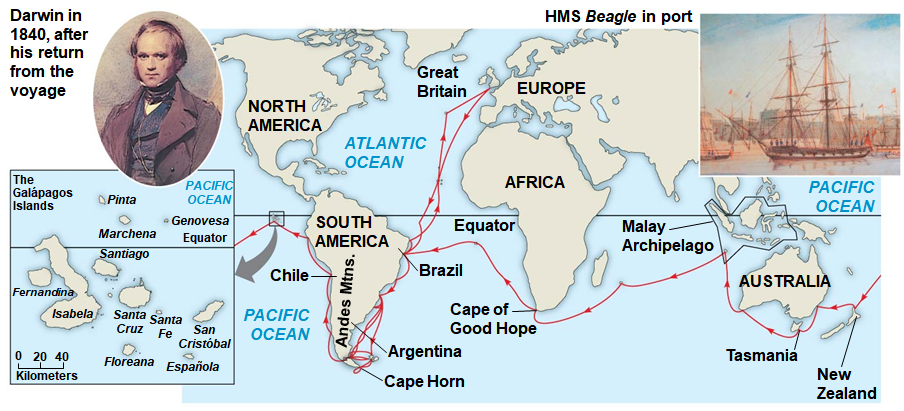 Darwin in
1840, after
his return
from the
voyage
HMS Beagle in port
Great
Britain
EUROPE
NORTH
AMERICA
ATLANTIC
OCEAN
AFRICA
The
Galápagos
Islands
PACIFIC
OCEAN
Pinta
Genovesa
Marchena
Equator
Santiago
Fernandina
Isabela
Santa
Cruz
Santa
Fe
San
Cristóbal
Floreana
Española
0 20 40
Kilometers
SOUTH
AMERICA
Equator
Malay
Archipelago
PACIFIC
OCEAN
Chile
Andes Mtns.
Brazil
AUSTRALIA
PACIFIC
OCEAN
Cape of
Good Hope
Argentina
Cape Horn
Tasmania
New
Zealand